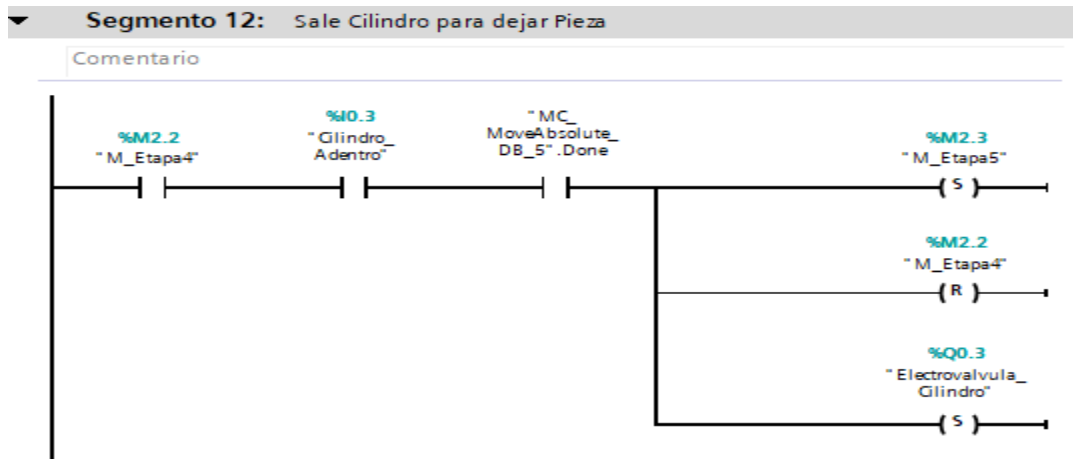 Segmento 12: Sale Cilindro para dejar Pieza
Comentario
%M2.2
"M_Etapa4"
%I0.3
"Cilindro_
Adentro"
"MC_
MoveAbsolute_
DB_5".Done
%M2.3
"M_Etapa5"
S
%M2.2
"M_Etapa4"
R
%Q0.3
"Electrovalvula_
Cilindro"
S